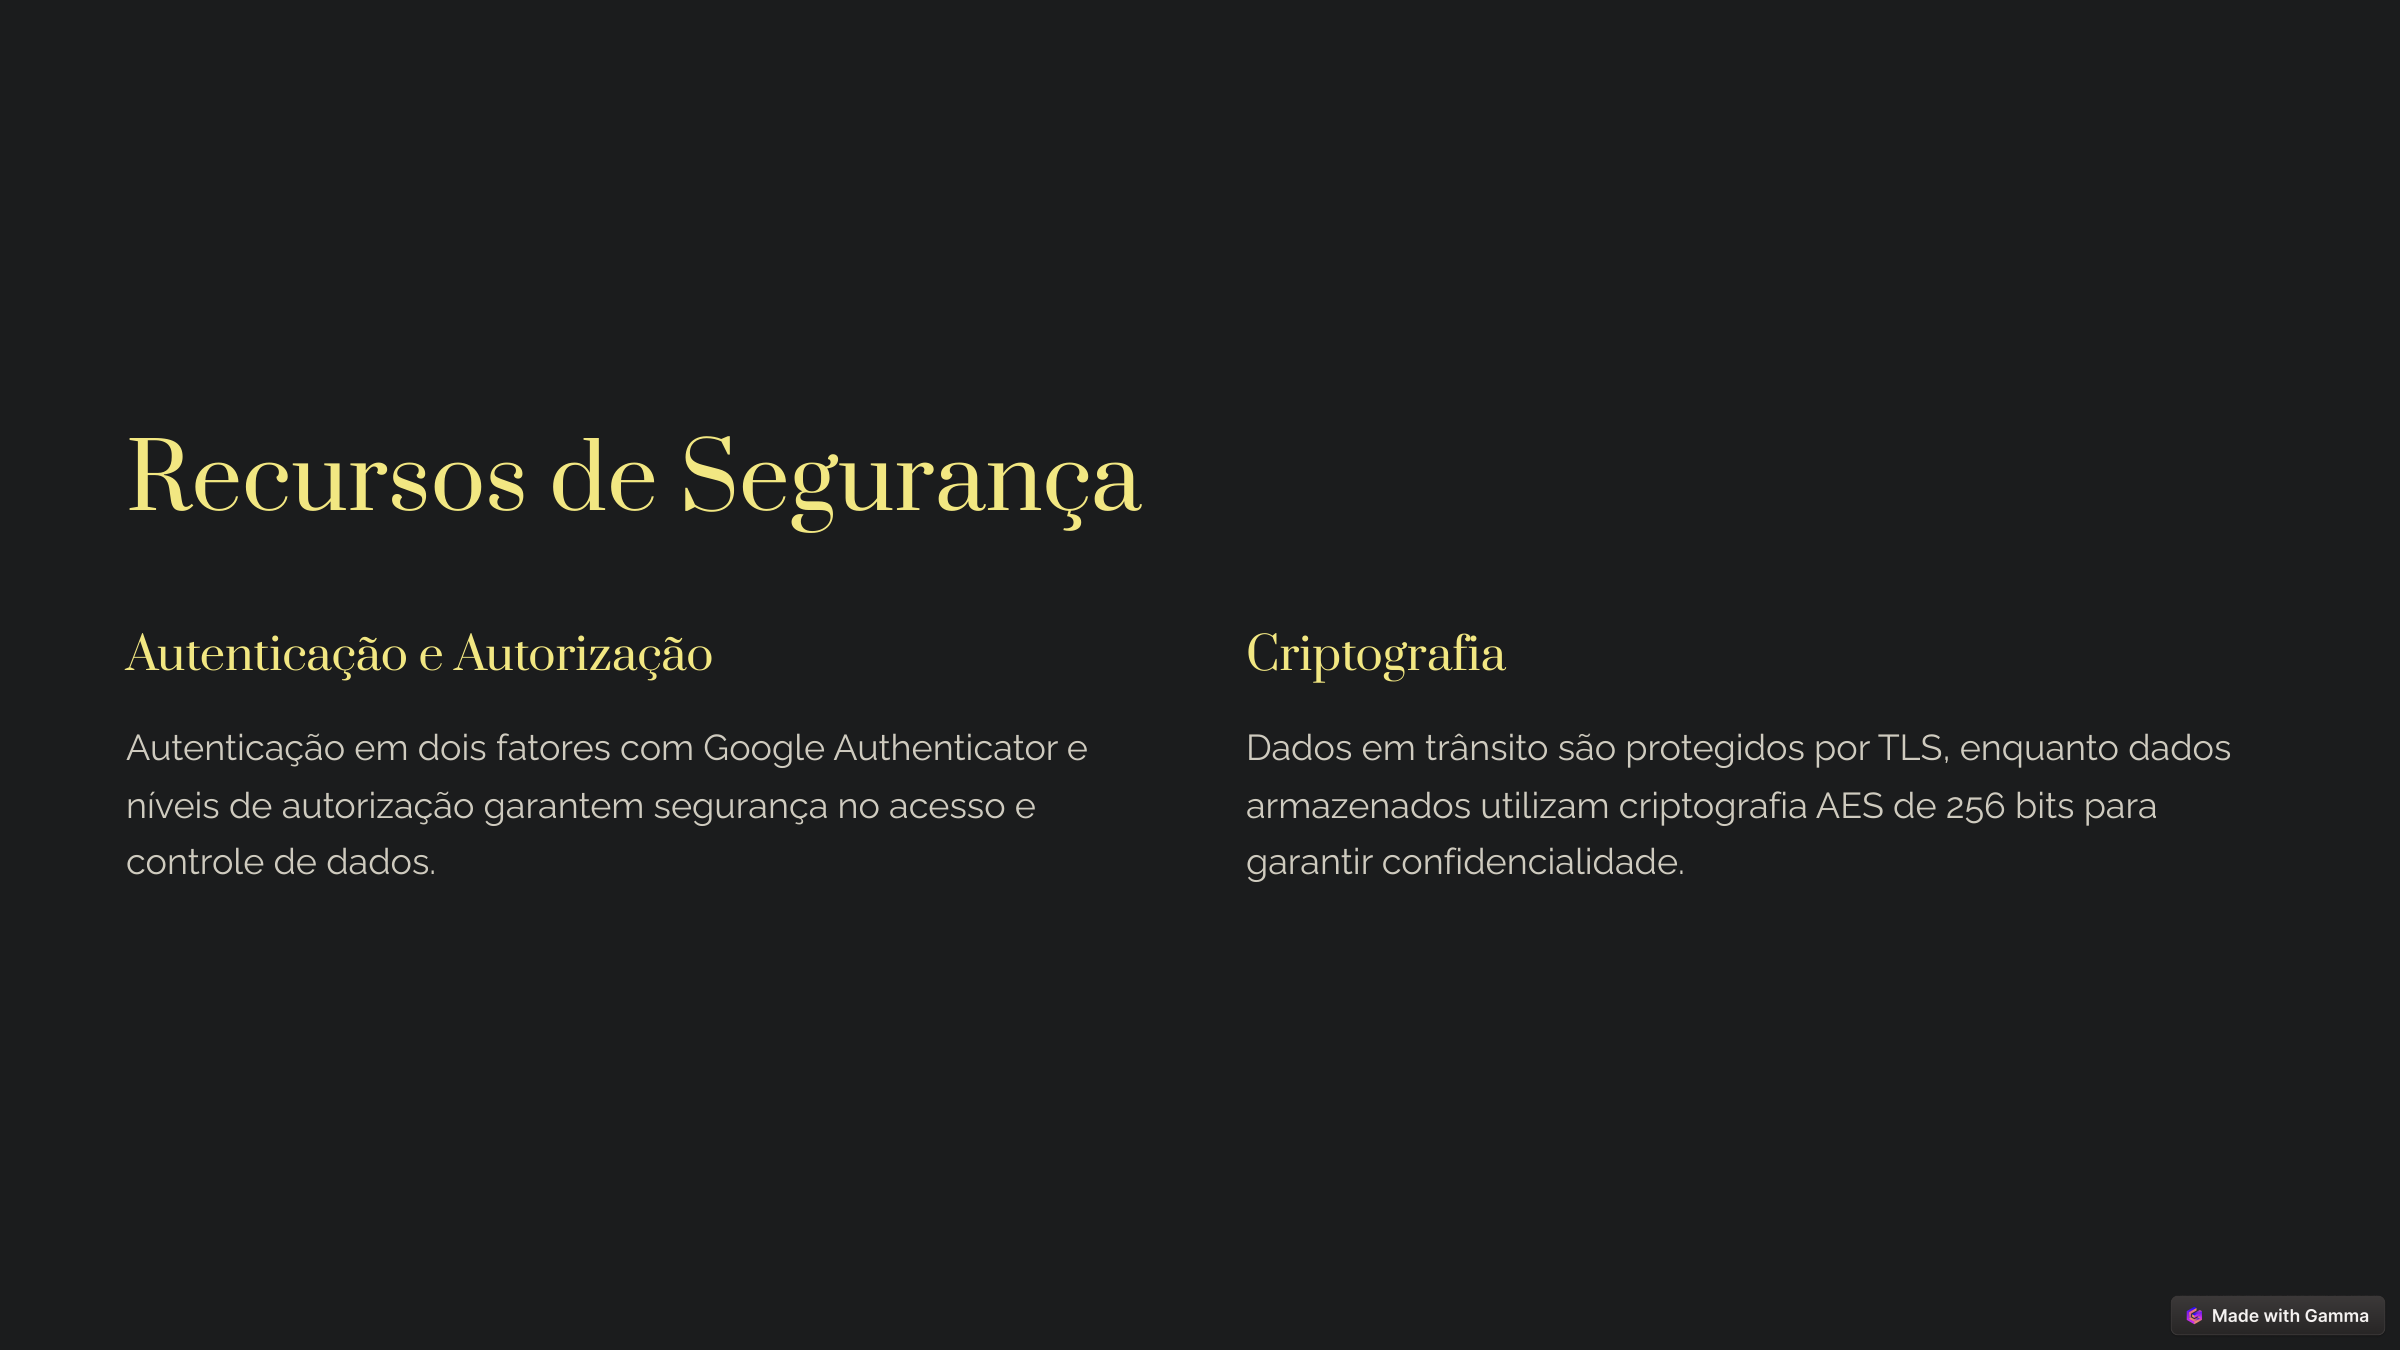 Recursos de Segurança
Autenticação e Autorização
Autenticação em dois fatores com Google Authenticator e
níveis de autorização garantem segurança no acesso e
controle de dados.
Criptografia
Dados em trânsito são protegidos por TLS, enquanto dados
armazenados utilizam criptografia AES de 256 bits para
garantir confidencialidade.
Made with Gamma